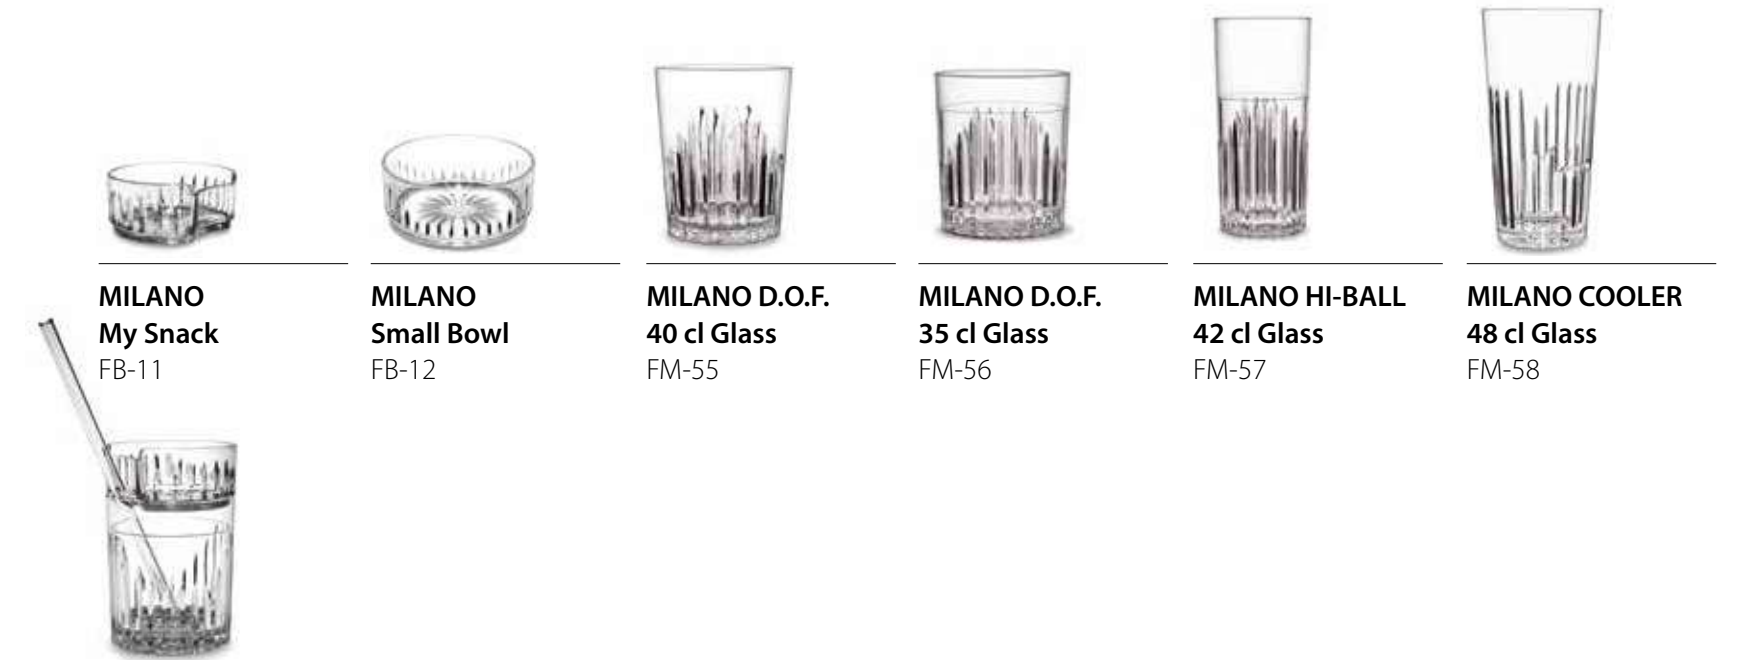 MILANO
My Snack
FB-11
MILANO
Small Bowl
FB-12
MILANO D.O.F.
40 cl Glass
FM-55
MILANO D.O.F.
35 cl Glass
FM-56
MILANO HI-BALL
42 cl Glass
FM-57
MILANO COOLER
48 cl Glass
FM-58